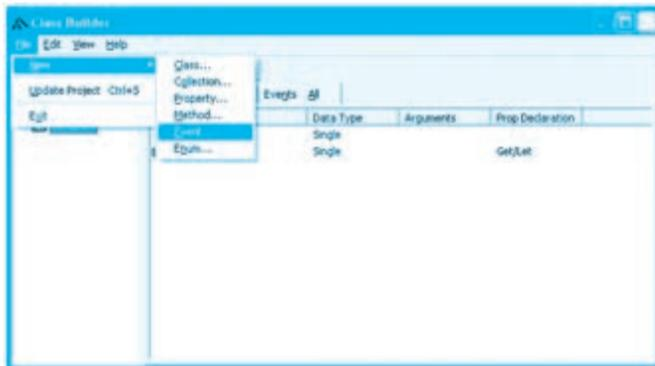 Class Builder
File Edit View Help
New
Class...
Collection...
Update Project Ctrl+S
Property...
Events All
Exit
Method...
Data Type Arguments Prop Declaration
Event...
Single
Enum...
Single Get/Let